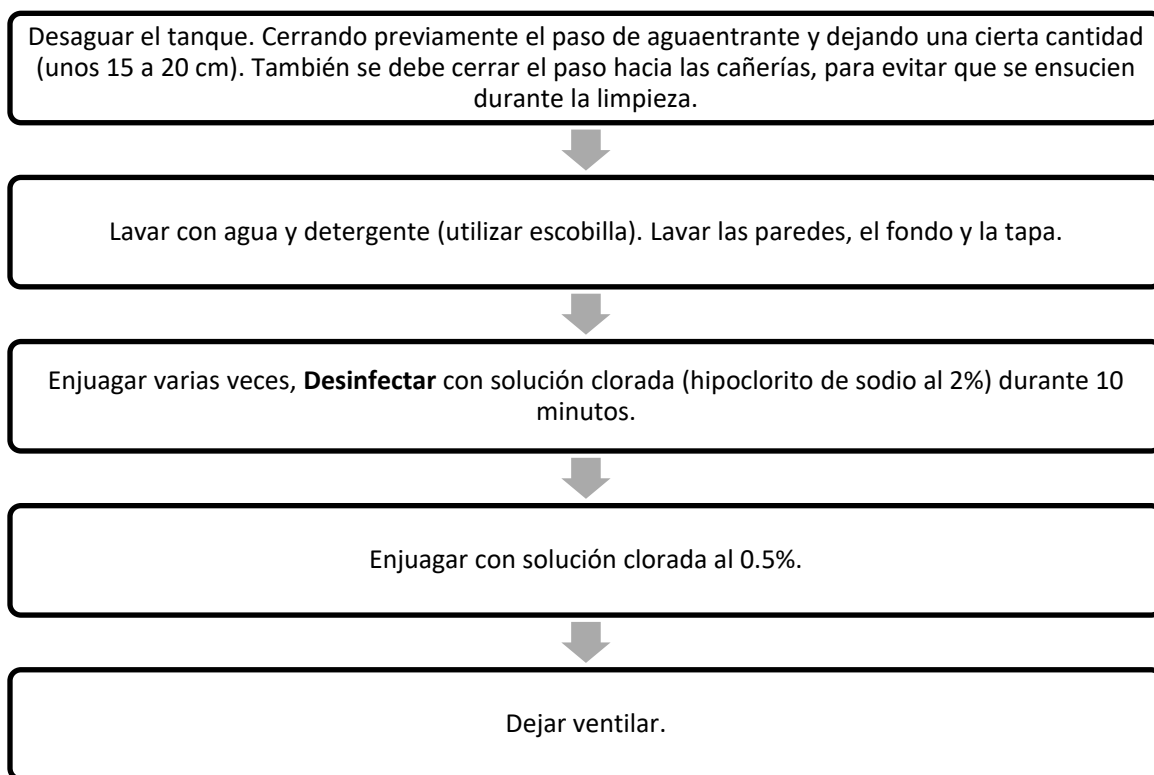 Desaguar el tanque. Cerrando previamente el paso de aguaentrante y dejando una cierta cantidad
(unos 15 a 20 cm). También se debe cerrar el paso hacia las cañerías, para evitar que se ensucien
durante la limpieza.
Lavar con agua y detergente (utilizar escobilla). Lavar las paredes, el fondo y la tapa.
Enjuagar varias veces, Desinfectar con solución clorada (hipoclorito de sodio al 2%) durante 10
minutos.
Enjuagar con solución clorada al 0.5%.
Dejar ventilar.